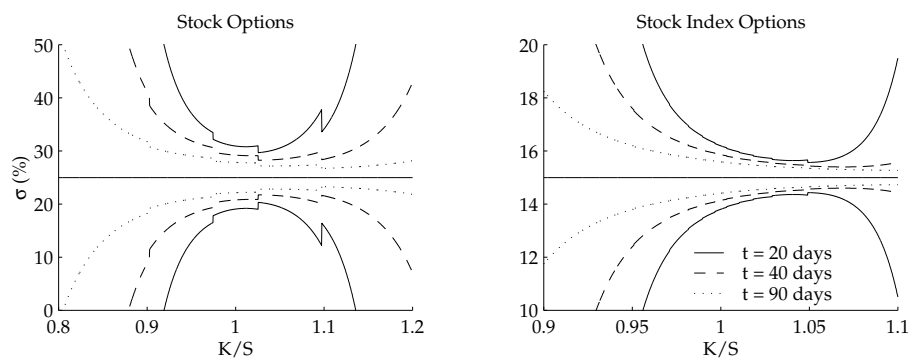 Stock Options
50
40
30
20
10
0
σ (%)
0.8 0.9 1 1.1 1.2
K/S
Stock Index Options
20
18
16
14
12
10
t = 20 days
t = 40 days
t = 90 days
0.9 0.95 1 1.05 1.1
K/S